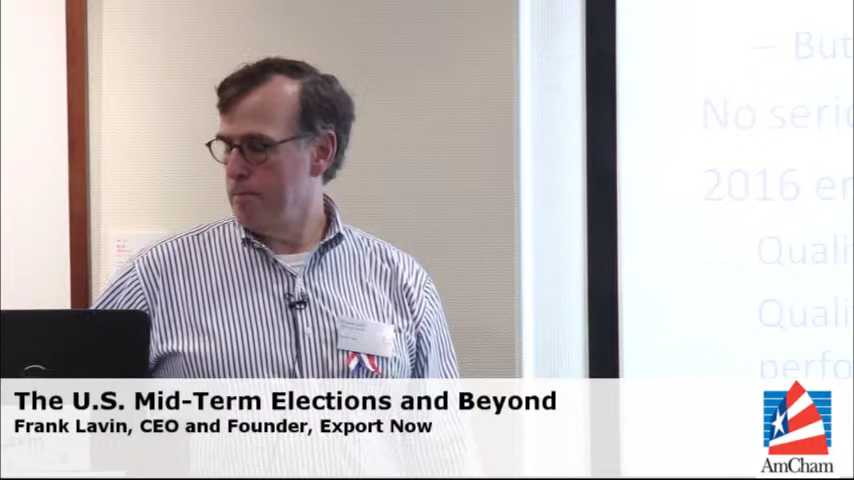 – But
No serio
2016 en
Quali
Quali
perfo
The U.S. Mid-Term Elections and Beyond
Frank Lavin, CEO and Founder, Export Now
AmCham